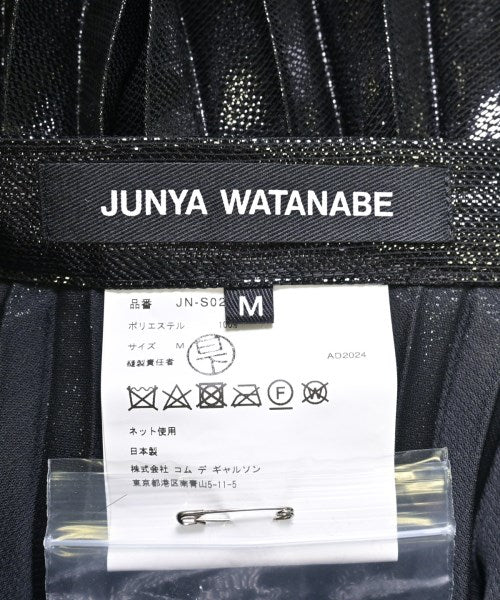 JUNYA WATANABE
M
品番 JN-S02
ポリエステル 100%
サイズ M
縫製責任者
AD2024
F W
ネット使用
日本製
株式会社 コム デ ギャルソン
東京都港区南青山5-11-5